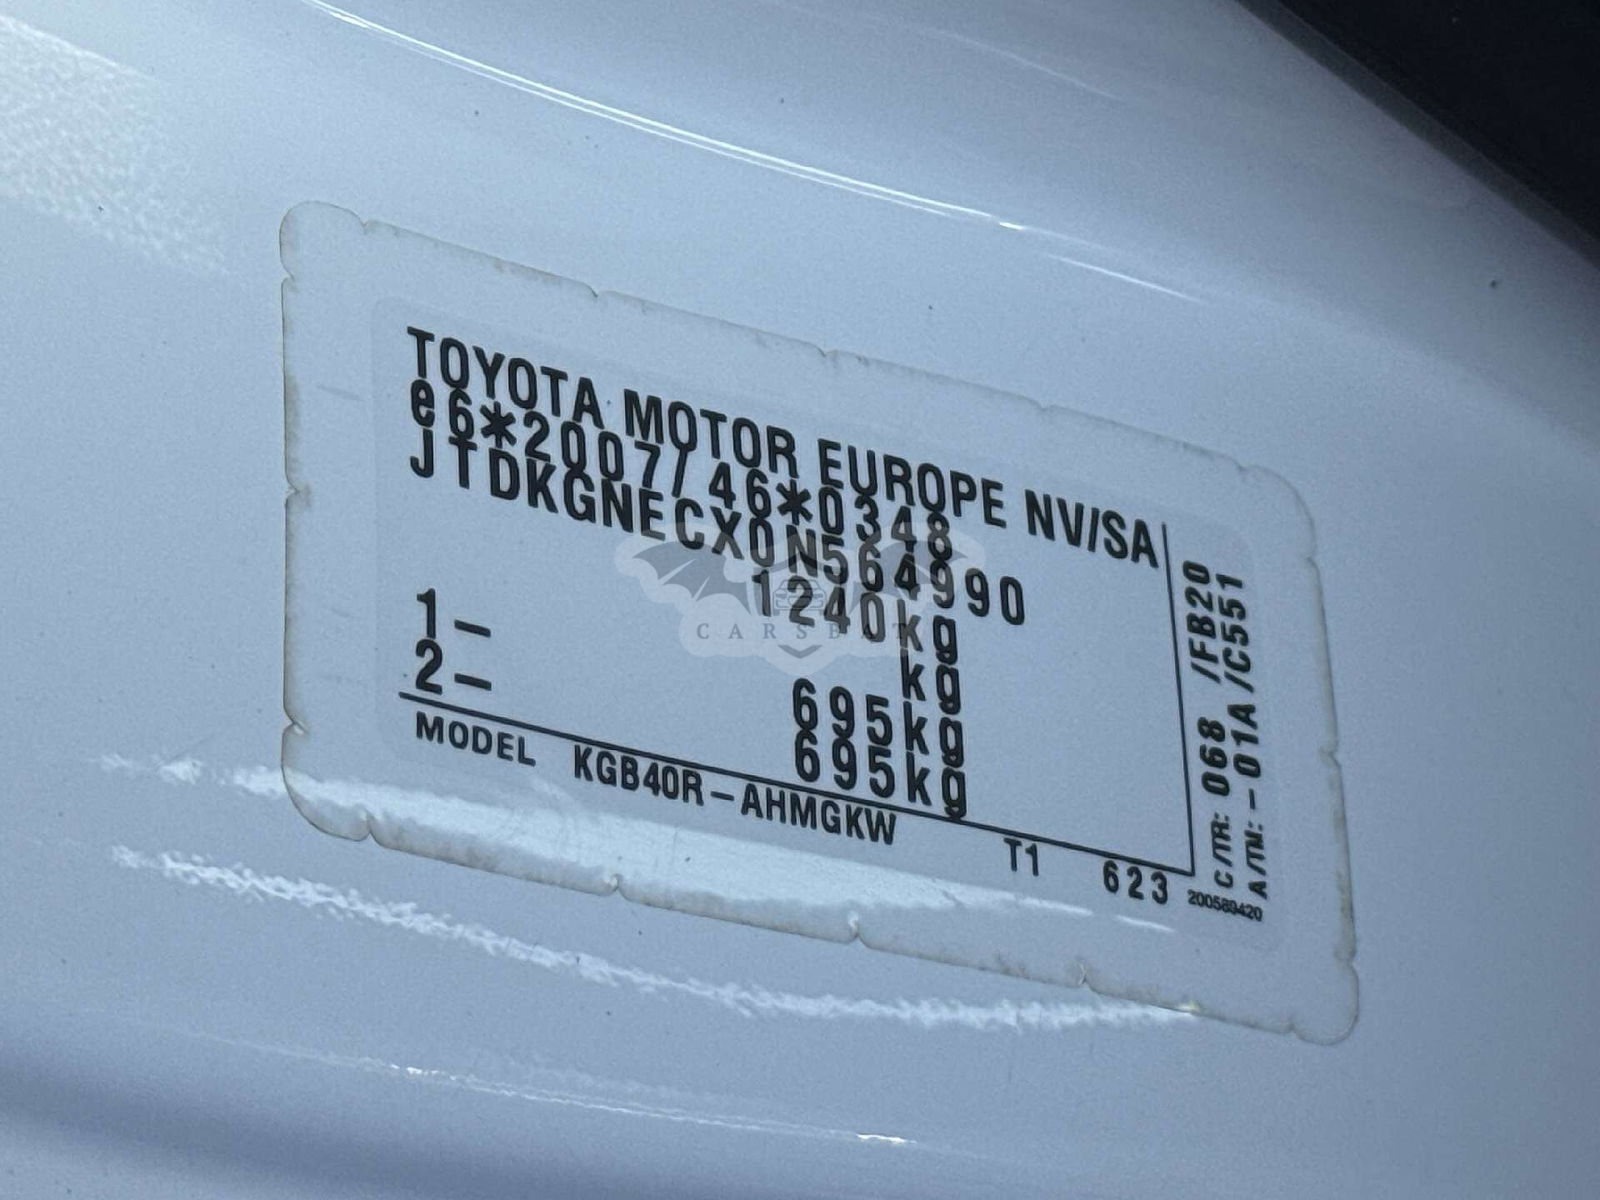 TOYOTA MOTOR EUROPE NV/SA
e6*2007/46*0348
JTDKGNECX0N564990
1240kg
kg
1- 695kg
2- 695kg
MODEL KGB40R-AHMGKW T1 623
C/TR: 068 /FB20
A/TM: -01A /C551
200589420
CARSBAT